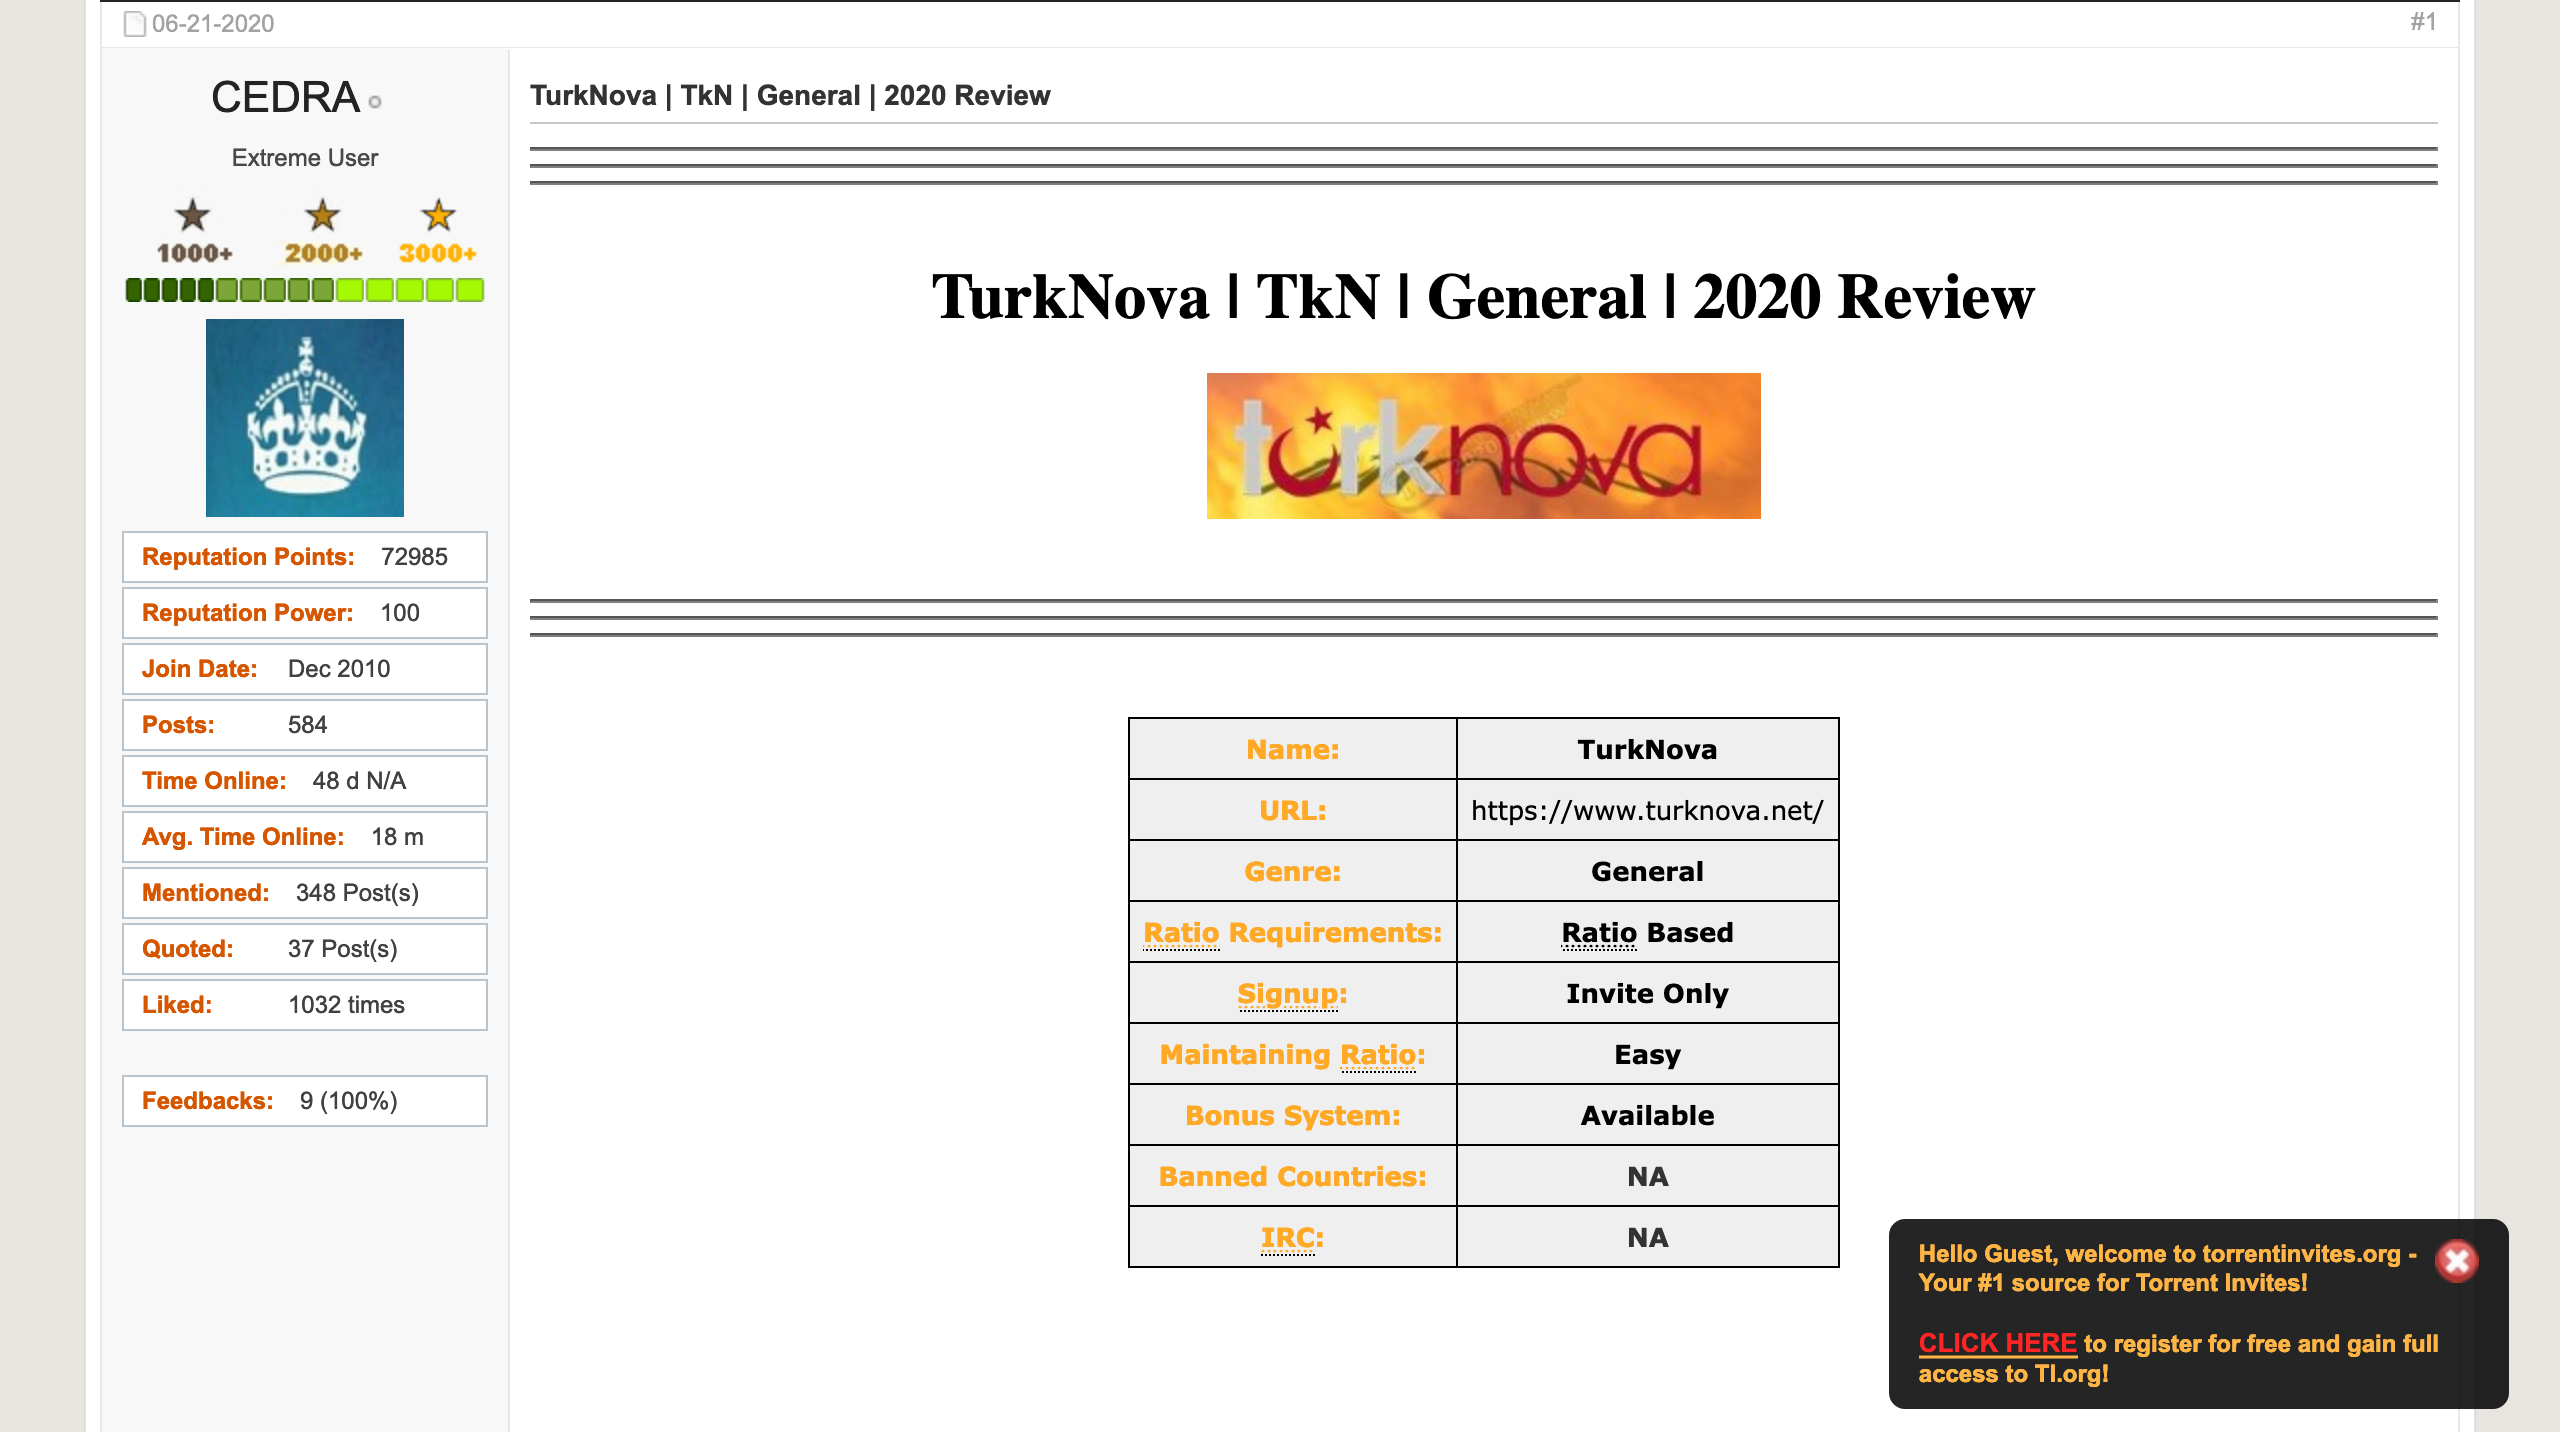 06-21-2020
#1
CEDRA
Extreme User
1000+ 2000+ 3000+
Reputation Points: 72985
Reputation Power: 100
Join Date: Dec 2010
Posts: 584
Time Online: 48 d N/A
Avg. Time Online: 18 m
Mentioned: 348 Post(s)
Quoted: 37 Post(s)
Liked: 1032 times
Feedbacks: 9 (100%)
TurkNova | TkN | General | 2020 Review
TurkNova | TkN | General | 2020 Review
türknova
Name: TurkNova
URL: https://www.turknova.net/
Genre: General
Ratio Requirements: Ratio Based
Signup: Invite Only
Maintaining Ratio: Easy
Bonus System: Available
Banned Countries: NA
IRC: NA
Hello Guest, welcome to torrentinvites.org -
Your #1 source for Torrent Invites!
CLICK HERE to register for free and gain full
access to TI.org!